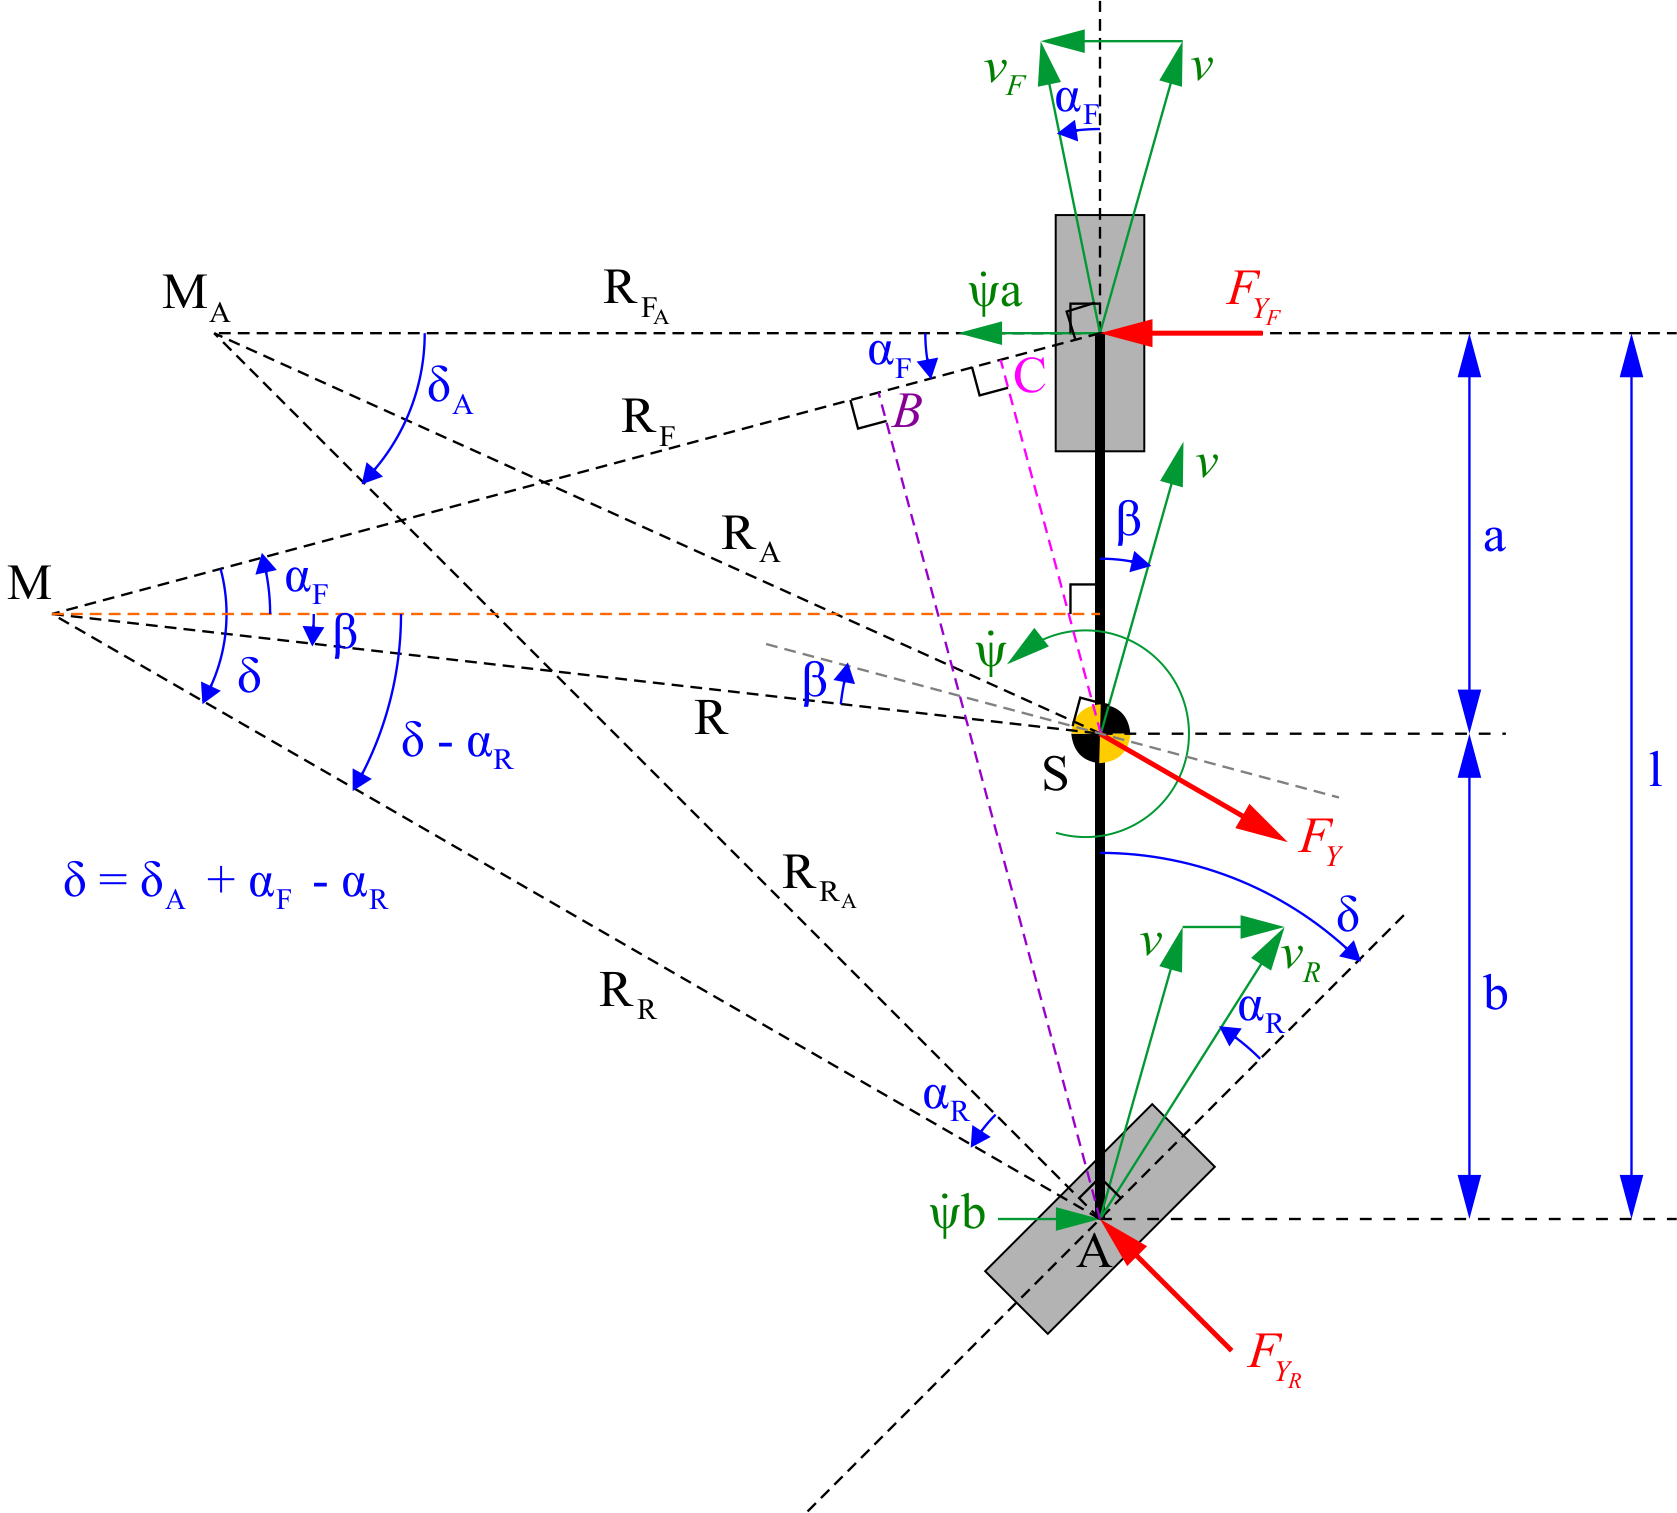 v_F
v
α_F
M_A
R_{F_A}
ψ̇a
F_{Y_F}
δ_A
α_F
C
R_F
B
v
β
a
R_A
M
α_F
β
δ
ψ̇
β
R
δ - α_R
S
l
F_Y
δ = δ_A + α_F - α_R
R_{R_A}
δ
v
v_R
R_R
α_R
b
α_R
ψ̇b
A
F_{Y_R}